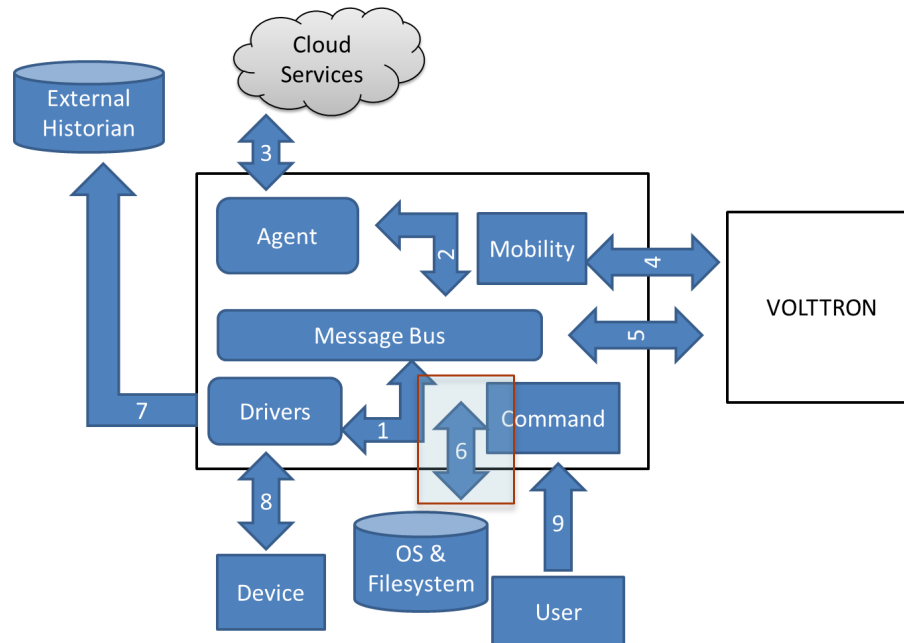 Cloud
Services
External
Historian
3
Agent
2
Mobility
4
VOLTTRON
Message Bus
5
7
Drivers
1
6
Command
8
9
OS &
Filesystem
Device
User